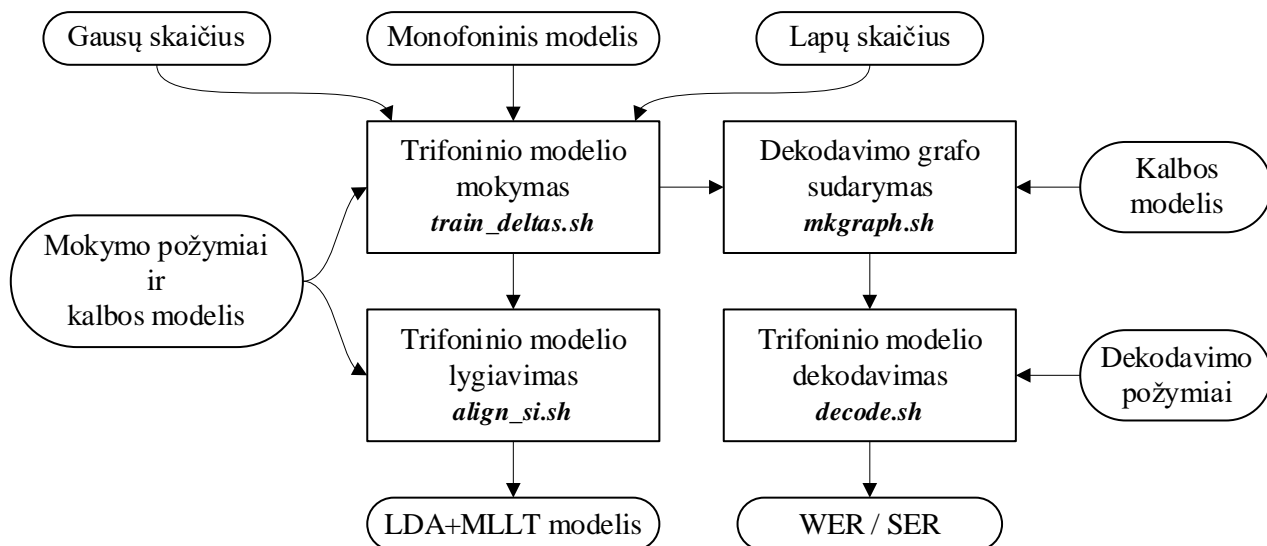 Gausų skaičius
Monofoninis modelis
Lapų skaičius
Trifoninio modelio
mokymas
train_deltas.sh
Dekodavimo grafo
sudarymas
mkgraph.sh
Kalbos
modelis
Mokymo požymiai
ir
kalbos modelis
Trifoninio modelio
lygiavimas
align_si.sh
Trifoninio modelio
dekodavimas
decode.sh
Dekodavimo
požymiai
LDA+MLLT modelis
WER / SER